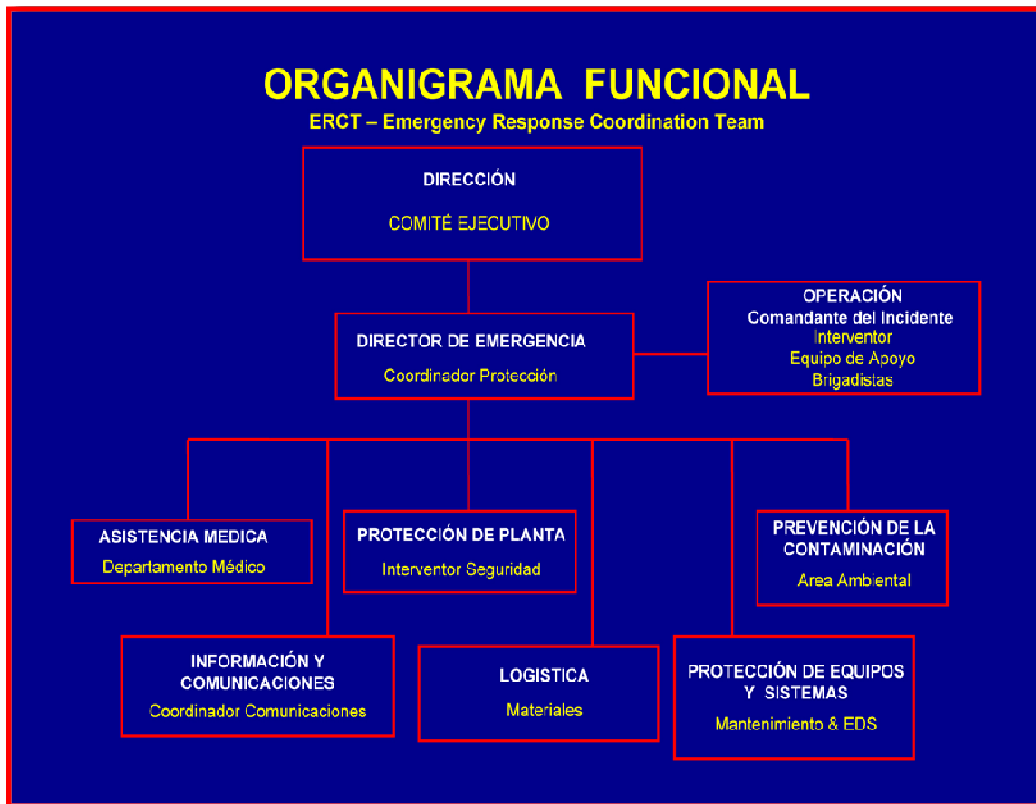 ORGANIGRAMA FUNCIONAL
ERCT – Emergency Response Coordination Team
DIRECCIÓN
COMITÉ EJECUTIVO
OPERACIÓN
Comandante del Incidente
Interventor
Equipo de Apoyo
Brigadistas
DIRECTOR DE EMERGENCIA
Coordinador Protección
ASISTENCIA MEDICA
Departamento Médico
PROTECCIÓN DE PLANTA
Interventor Seguridad
PREVENCIÓN DE LA
CONTAMINACIÓN
Area Ambiental
INFORMACIÓN Y
COMUNICACIONES
Coordinador Comunicaciones
LOGISTICA
Materiales
PROTECCIÓN DE EQUIPOS
Y SISTEMAS
Mantenimiento & EDS